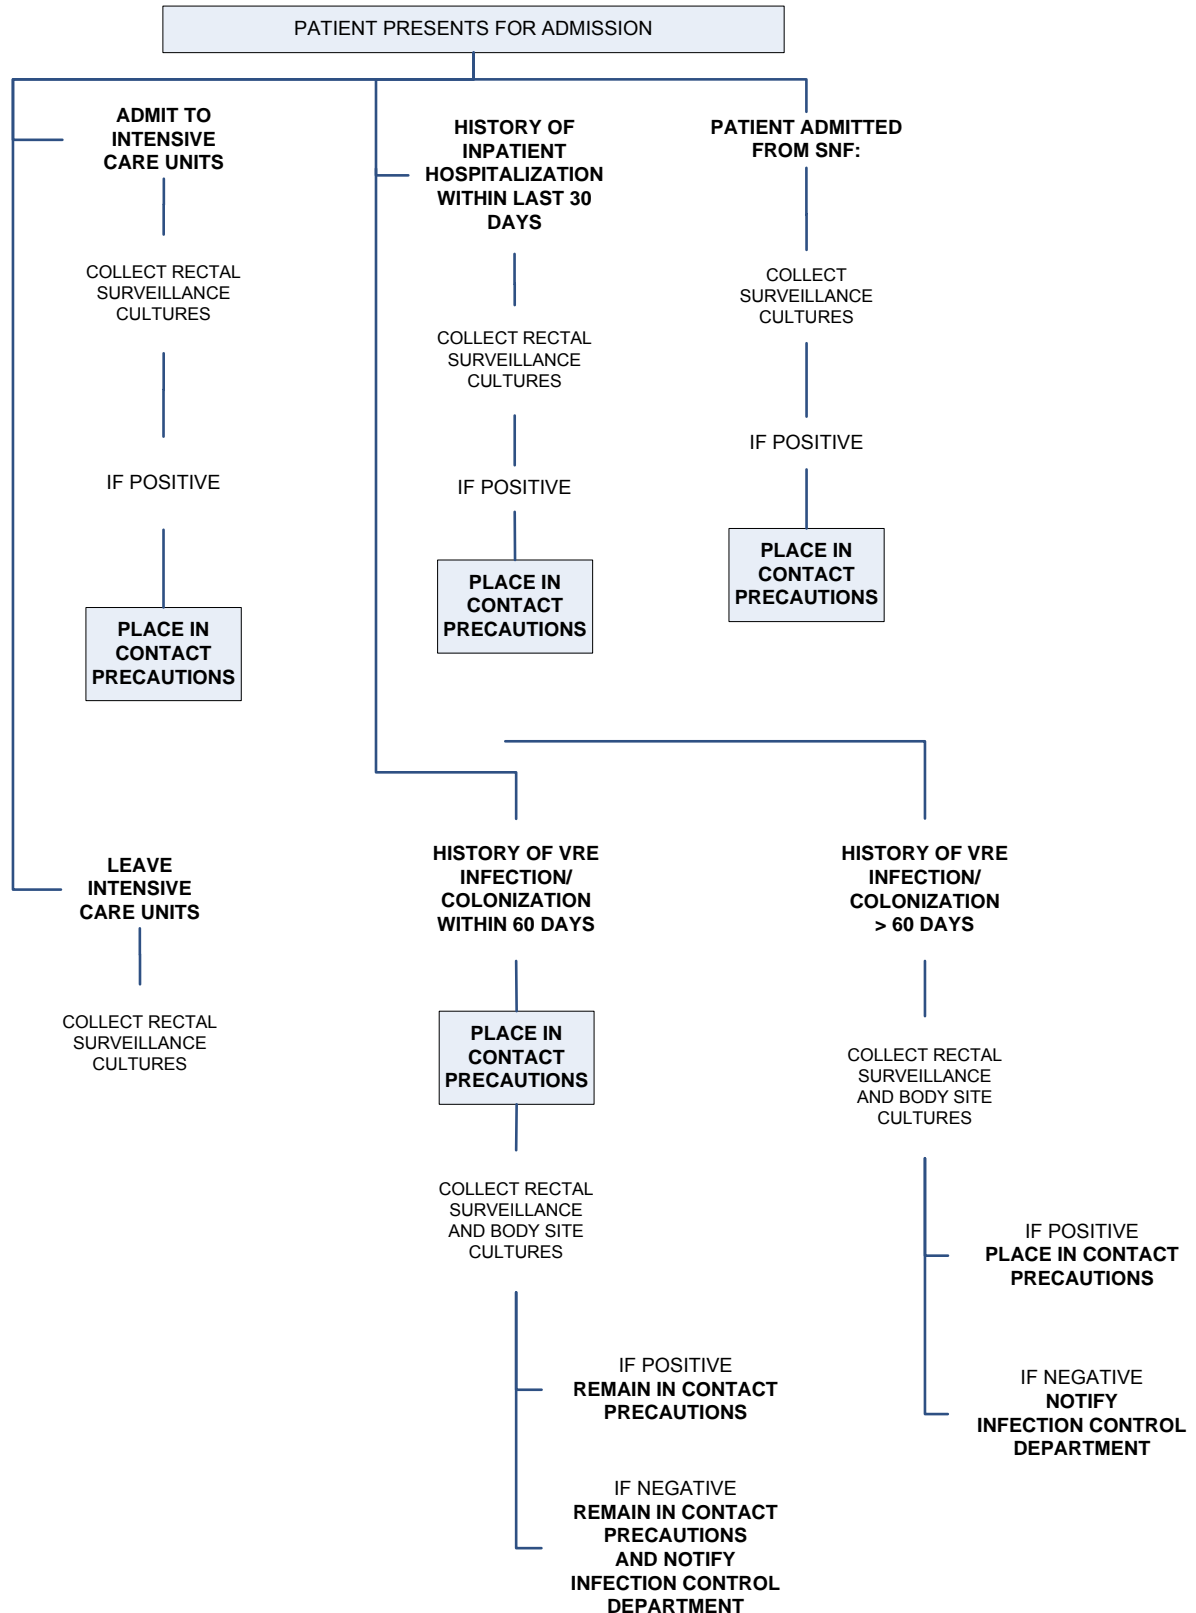 PATIENT PRESENTS FOR ADMISSION
ADMIT TO
INTENSIVE
CARE UNITS
COLLECT RECTAL
SURVEILLANCE
CULTURES
IF POSITIVE
PLACE IN
CONTACT
PRECAUTIONS
HISTORY OF
INPATIENT
HOSPITALIZATION
WITHIN LAST 30
DAYS
COLLECT RECTAL
SURVEILLANCE
CULTURES
IF POSITIVE
PLACE IN
CONTACT
PRECAUTIONS
PATIENT ADMITTED
FROM SNF:
COLLECT
SURVEILLANCE
CULTURES
IF POSITIVE
PLACE IN
CONTACT
PRECAUTIONS
LEAVE
INTENSIVE
CARE UNITS
COLLECT RECTAL
SURVEILLANCE
CULTURES
HISTORY OF VRE
INFECTION/
COLONIZATION
WITHIN 60 DAYS
PLACE IN
CONTACT
PRECAUTIONS
COLLECT RECTAL
SURVEILLANCE
AND BODY SITE
CULTURES
IF POSITIVE
REMAIN IN CONTACT
PRECAUTIONS
IF NEGATIVE
REMAIN IN CONTACT
PRECAUTIONS
AND NOTIFY
INFECTION CONTROL
DEPARTMENT
HISTORY OF VRE
INFECTION/
COLONIZATION
> 60 DAYS
COLLECT RECTAL
SURVEILLANCE
AND BODY SITE
CULTURES
IF POSITIVE
PLACE IN CONTACT
PRECAUTIONS
IF NEGATIVE
NOTIFY
INFECTION CONTROL
DEPARTMENT